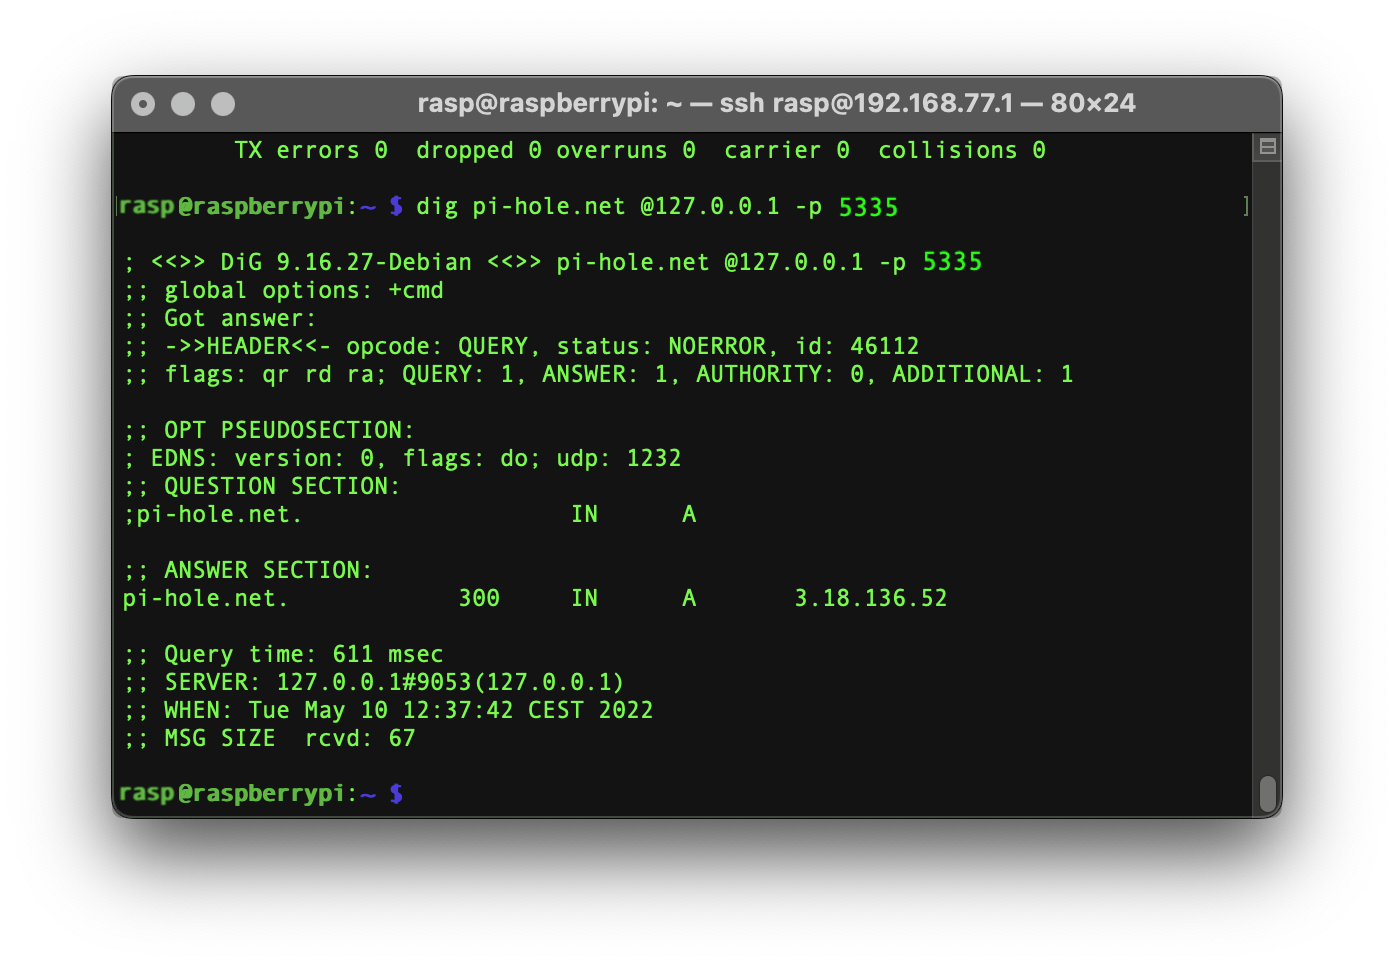 rasp@raspberrypi: ~ — ssh rasp@192.168.77.1 — 80×24
TX errors 0  dropped 0 overruns 0  carrier 0  collisions 0
[rasp@raspberrypi:~ $ dig pi-hole.net @127.0.0.1 -p 5335 ]
; <<>> DiG 9.16.27-Debian <<>> pi-hole.net @127.0.0.1 -p 5335
;; global options: +cmd
;; Got answer:
;; ->>HEADER<<- opcode: QUERY, status: NOERROR, id: 46112
;; flags: qr rd ra; QUERY: 1, ANSWER: 1, AUTHORITY: 0, ADDITIONAL: 1
;; OPT PSEUDOSECTION:
; EDNS: version: 0, flags: do; udp: 1232
;; QUESTION SECTION:
;pi-hole.net. IN A
;; ANSWER SECTION:
pi-hole.net. 300 IN A 3.18.136.52
;; Query time: 611 msec
;; SERVER: 127.0.0.1#9053(127.0.0.1)
;; WHEN: Tue May 10 12:37:42 CEST 2022
;; MSG SIZE  rcvd: 67
rasp@raspberrypi:~ $